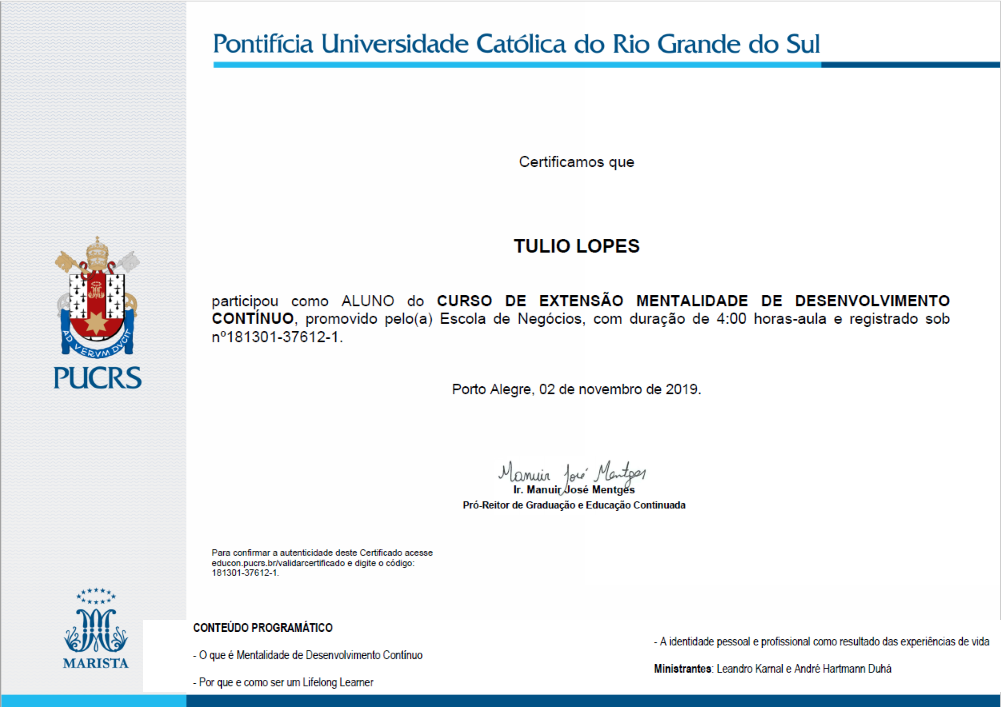 Pontifícia Universidade Católica do Rio Grande do Sul
Certificamos que
TULIO LOPES
participou como ALUNO do CURSO DE EXTENSÃO MENTALIDADE DE DESENVOLVIMENTO
CONTÍNUO, promovido pelo(a) Escola de Negócios, com duração de 4:00 horas-aula e registrado sob
nº181301-37612-1.
AD VERVM DVCIT
PUCRS
Porto Alegre, 02 de novembro de 2019.
Manuir José Mentges
Ir. Manuir José Mentges
Pró-Reitor de Graduação e Educação Continuada
Para confirmar a autenticidade deste Certificado acesse
educon.pucrs.br/validarcertificado e digite o código:
181301-37612-1.
MARISTA
CONTEÚDO PROGRAMÁTICO
- O que é Mentalidade de Desenvolvimento Contínuo
- Por que e como ser um Lifelong Learner
- A identidade pessoal e profissional como resultado das experiências de vida
Ministrantes: Leandro Karnal e André Hartmann Duhá